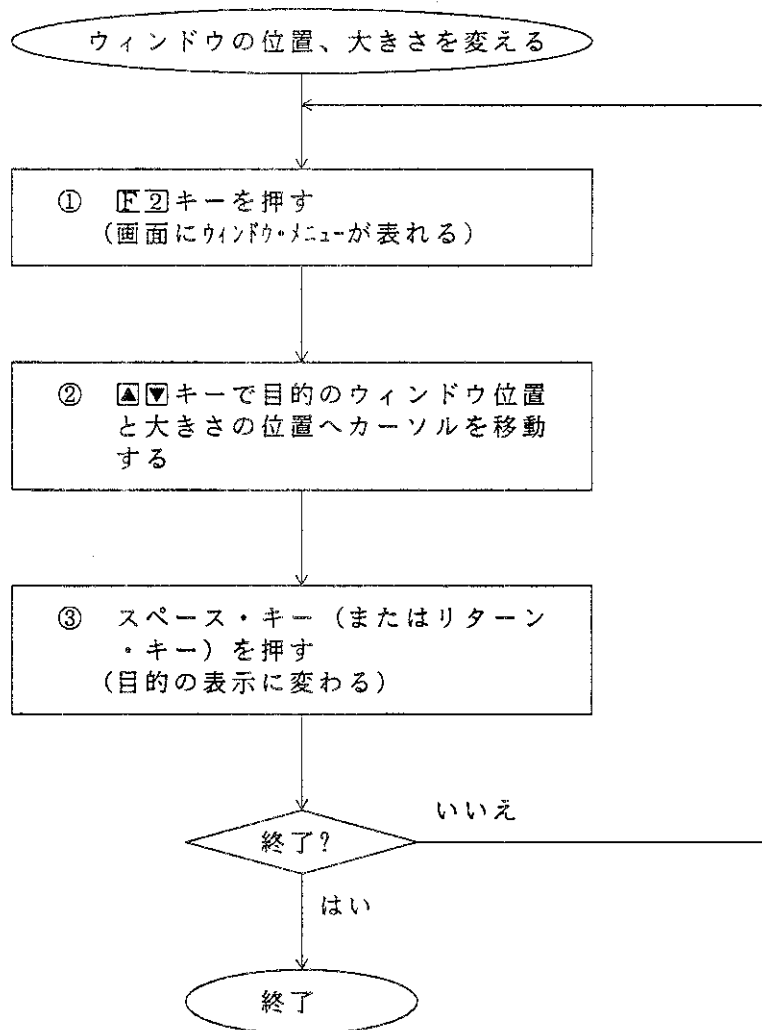 ウィンドウの位置、大きさを変える
① F2キーを押す
(画面にウィンドウ・メニューが表れる)
② ▲▼キーで目的のウィンドウ位置
と大きさの位置へカーソルを移動
する
③ スペース・キー(またはリターン
・キー)を押す
(目的の表示に変わる)
いいえ
終了?
はい
終了